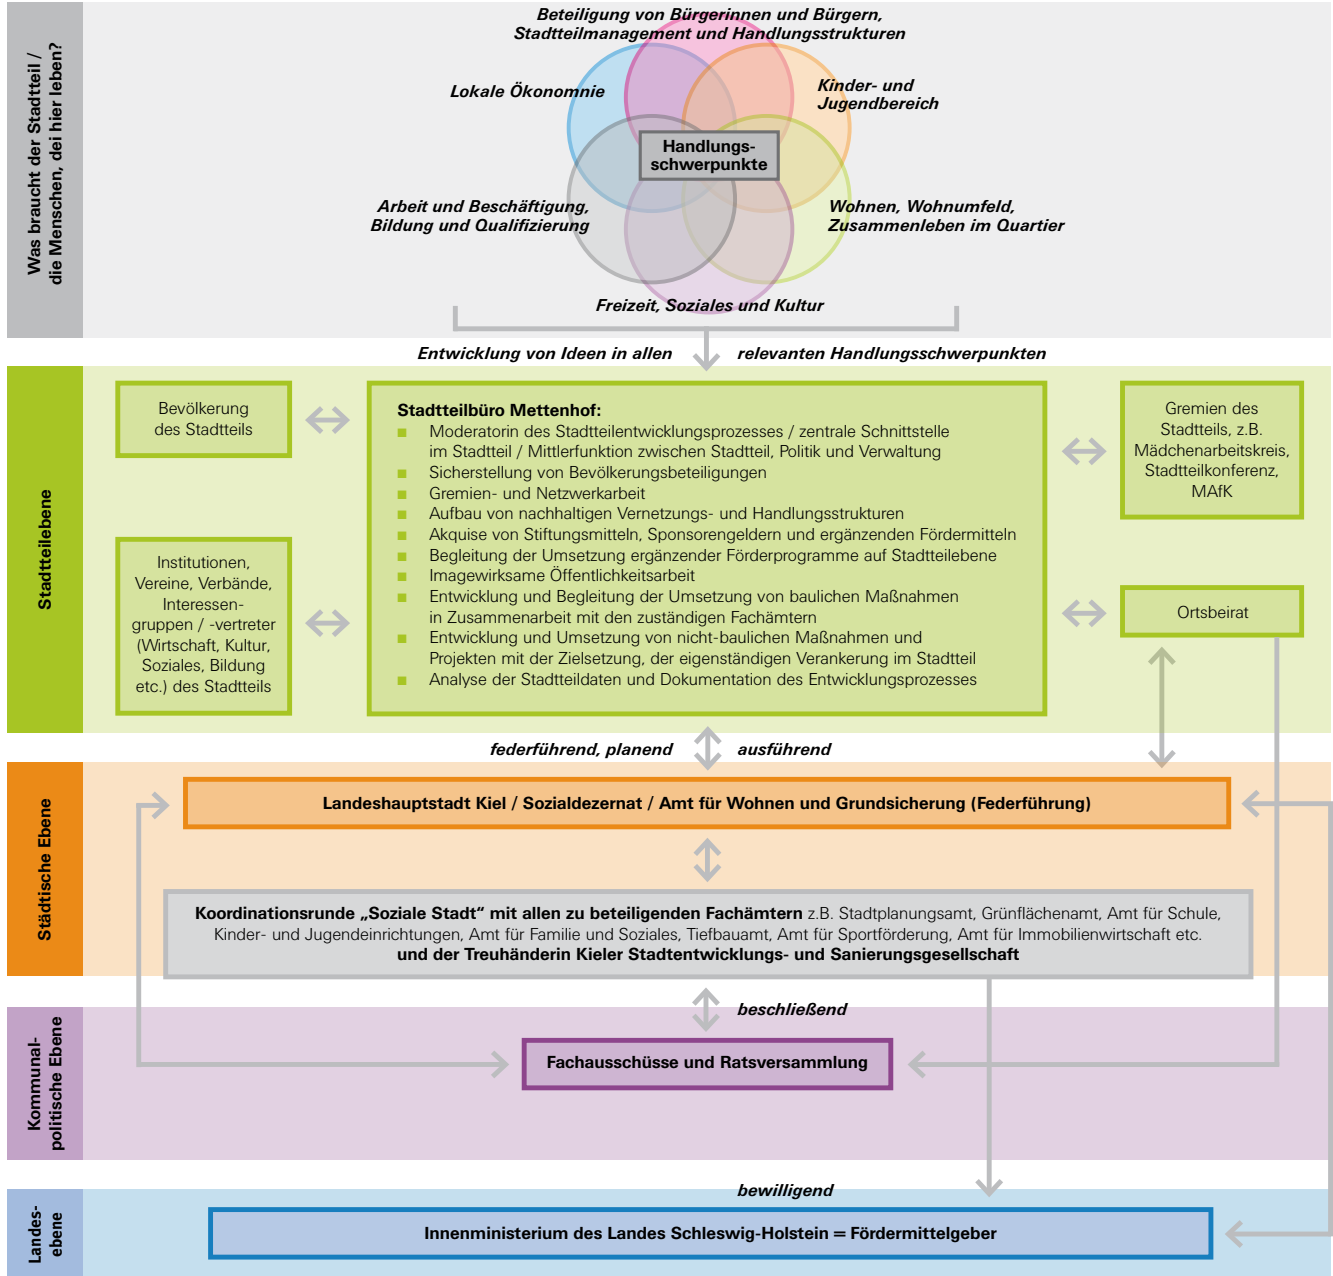 Was braucht der Stadtteil /
die Menschen, dei hier leben?
Beteiligung von Bürgerinnen und Bürgern,
Stadtteilmanagement und Handlungsstrukturen
Lokale Ökonomnie
Kinder- und
Jugendbereich
Handlungs-
schwerpunkte
Arbeit und Beschäftigung,
Bildung und Qualifizierung
Wohnen, Wohnumfeld,
Zusammenleben im Quartier
Freizeit, Soziales und Kultur
Entwicklung von Ideen in allen relevanten Handlungsschwerpunkten
Stadtteilebene
Bevölkerung
des Stadtteils
Institutionen,
Vereine, Verbände,
Interessen-
gruppen / -vertreter
(Wirtschaft, Kultur,
Soziales, Bildung
etc.) des Stadtteils
Stadtteilbüro Mettenhof:
■ Moderatorin des Stadtteilentwicklungsprozesses / zentrale Schnittstelle
im Stadtteil / Mittlerfunktion zwischen Stadtteil, Politik und Verwaltung
■ Sicherstellung von Bevölkerungsbeteiligungen
■ Gremien- und Netzwerkarbeit
■ Aufbau von nachhaltigen Vernetzungs- und Handlungsstrukturen
■ Akquise von Stiftungsmitteln, Sponsorengeldern und ergänzenden Fördermitteln
■ Begleitung der Umsetzung ergänzender Förderprogramme auf Stadtteilebene
■ Imagewirksame Öffentlichkeitsarbeit
■ Entwicklung und Begleitung der Umsetzung von baulichen Maßnahmen
in Zusammenarbeit mit den zuständigen Fachämtern
■ Entwicklung und Umsetzung von nicht-baulichen Maßnahmen und
Projekten mit der Zielsetzung, der eigenständigen Verankerung im Stadtteil
■ Analyse der Stadtteildaten und Dokumentation des Entwicklungsprozesses
Gremien des
Stadtteils, z.B.
Mädchenarbeitskreis,
Stadtteilkonferenz,
MAfK
Ortsbeirat
federführend, planend ausführend
Städtische Ebene
Landeshauptstadt Kiel / Sozialdezernat / Amt für Wohnen und Grundsicherung (Federführung)
Koordinationsrunde „Soziale Stadt“ mit allen zu beteiligenden Fachämtern z.B. Stadtplanungsamt, Grünflächenamt, Amt für Schule,
Kinder- und Jugendeinrichtungen, Amt für Familie und Soziales, Tiefbauamt, Amt für Sportförderung, Amt für Immobilienwirtschaft etc.
und der Treuhänderin Kieler Stadtentwicklungs- und Sanierungsgesellschaft
beschließend
Kommunal-
politische Ebene
Fachausschüsse und Ratsversammlung
bewilligend
Landes-
ebene
Innenministerium des Landes Schleswig-Holstein = Fördermittelgeber